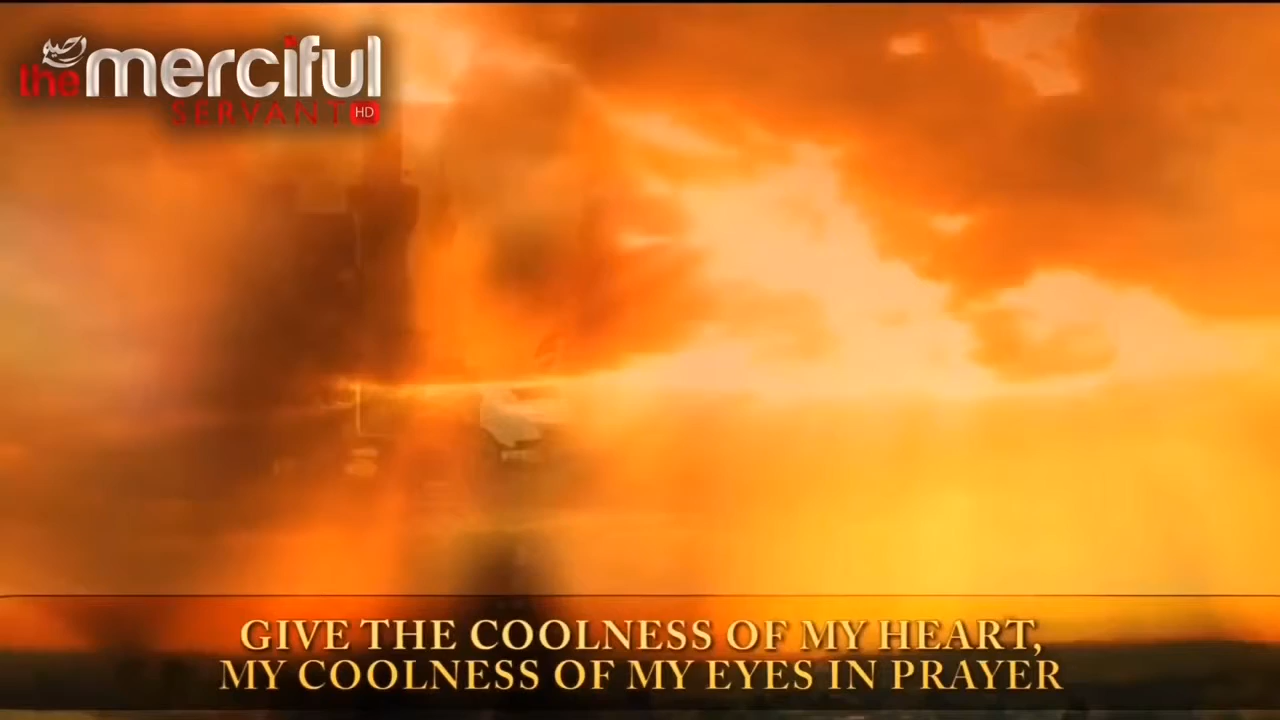 the merciful
SERVANT HD
GIVE THE COOLNESS OF MY HEART,
MY COOLNESS OF MY EYES IN PRAYER